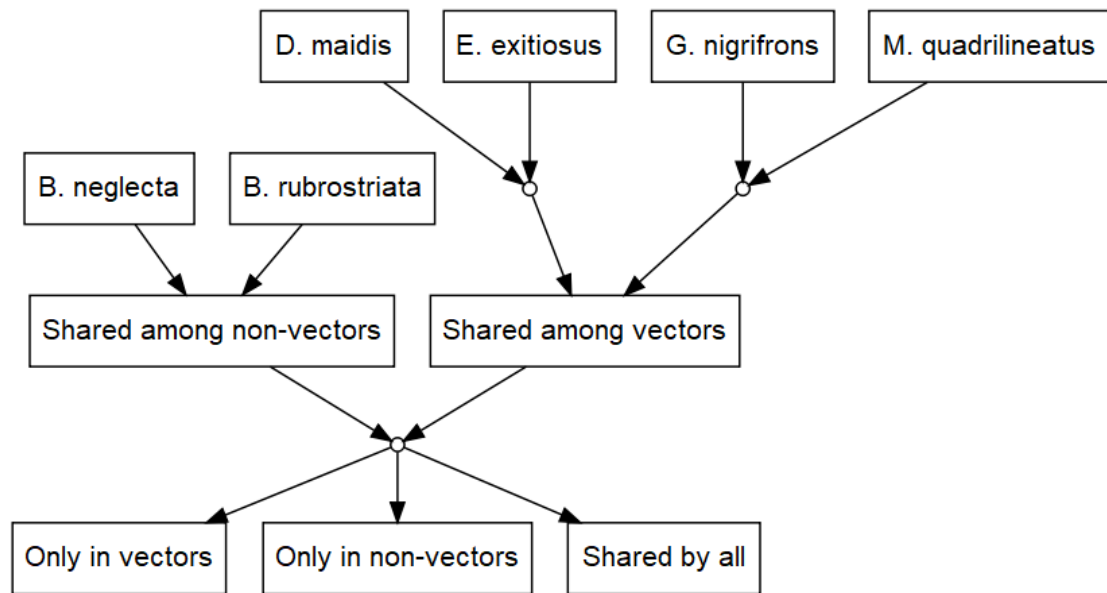 D. maidis
E. exitiosus
G. nigrifrons
M. quadrilineatus
B. neglecta
B. rubrostriata
Shared among non-vectors
Shared among vectors
Only in vectors
Only in non-vectors
Shared by all